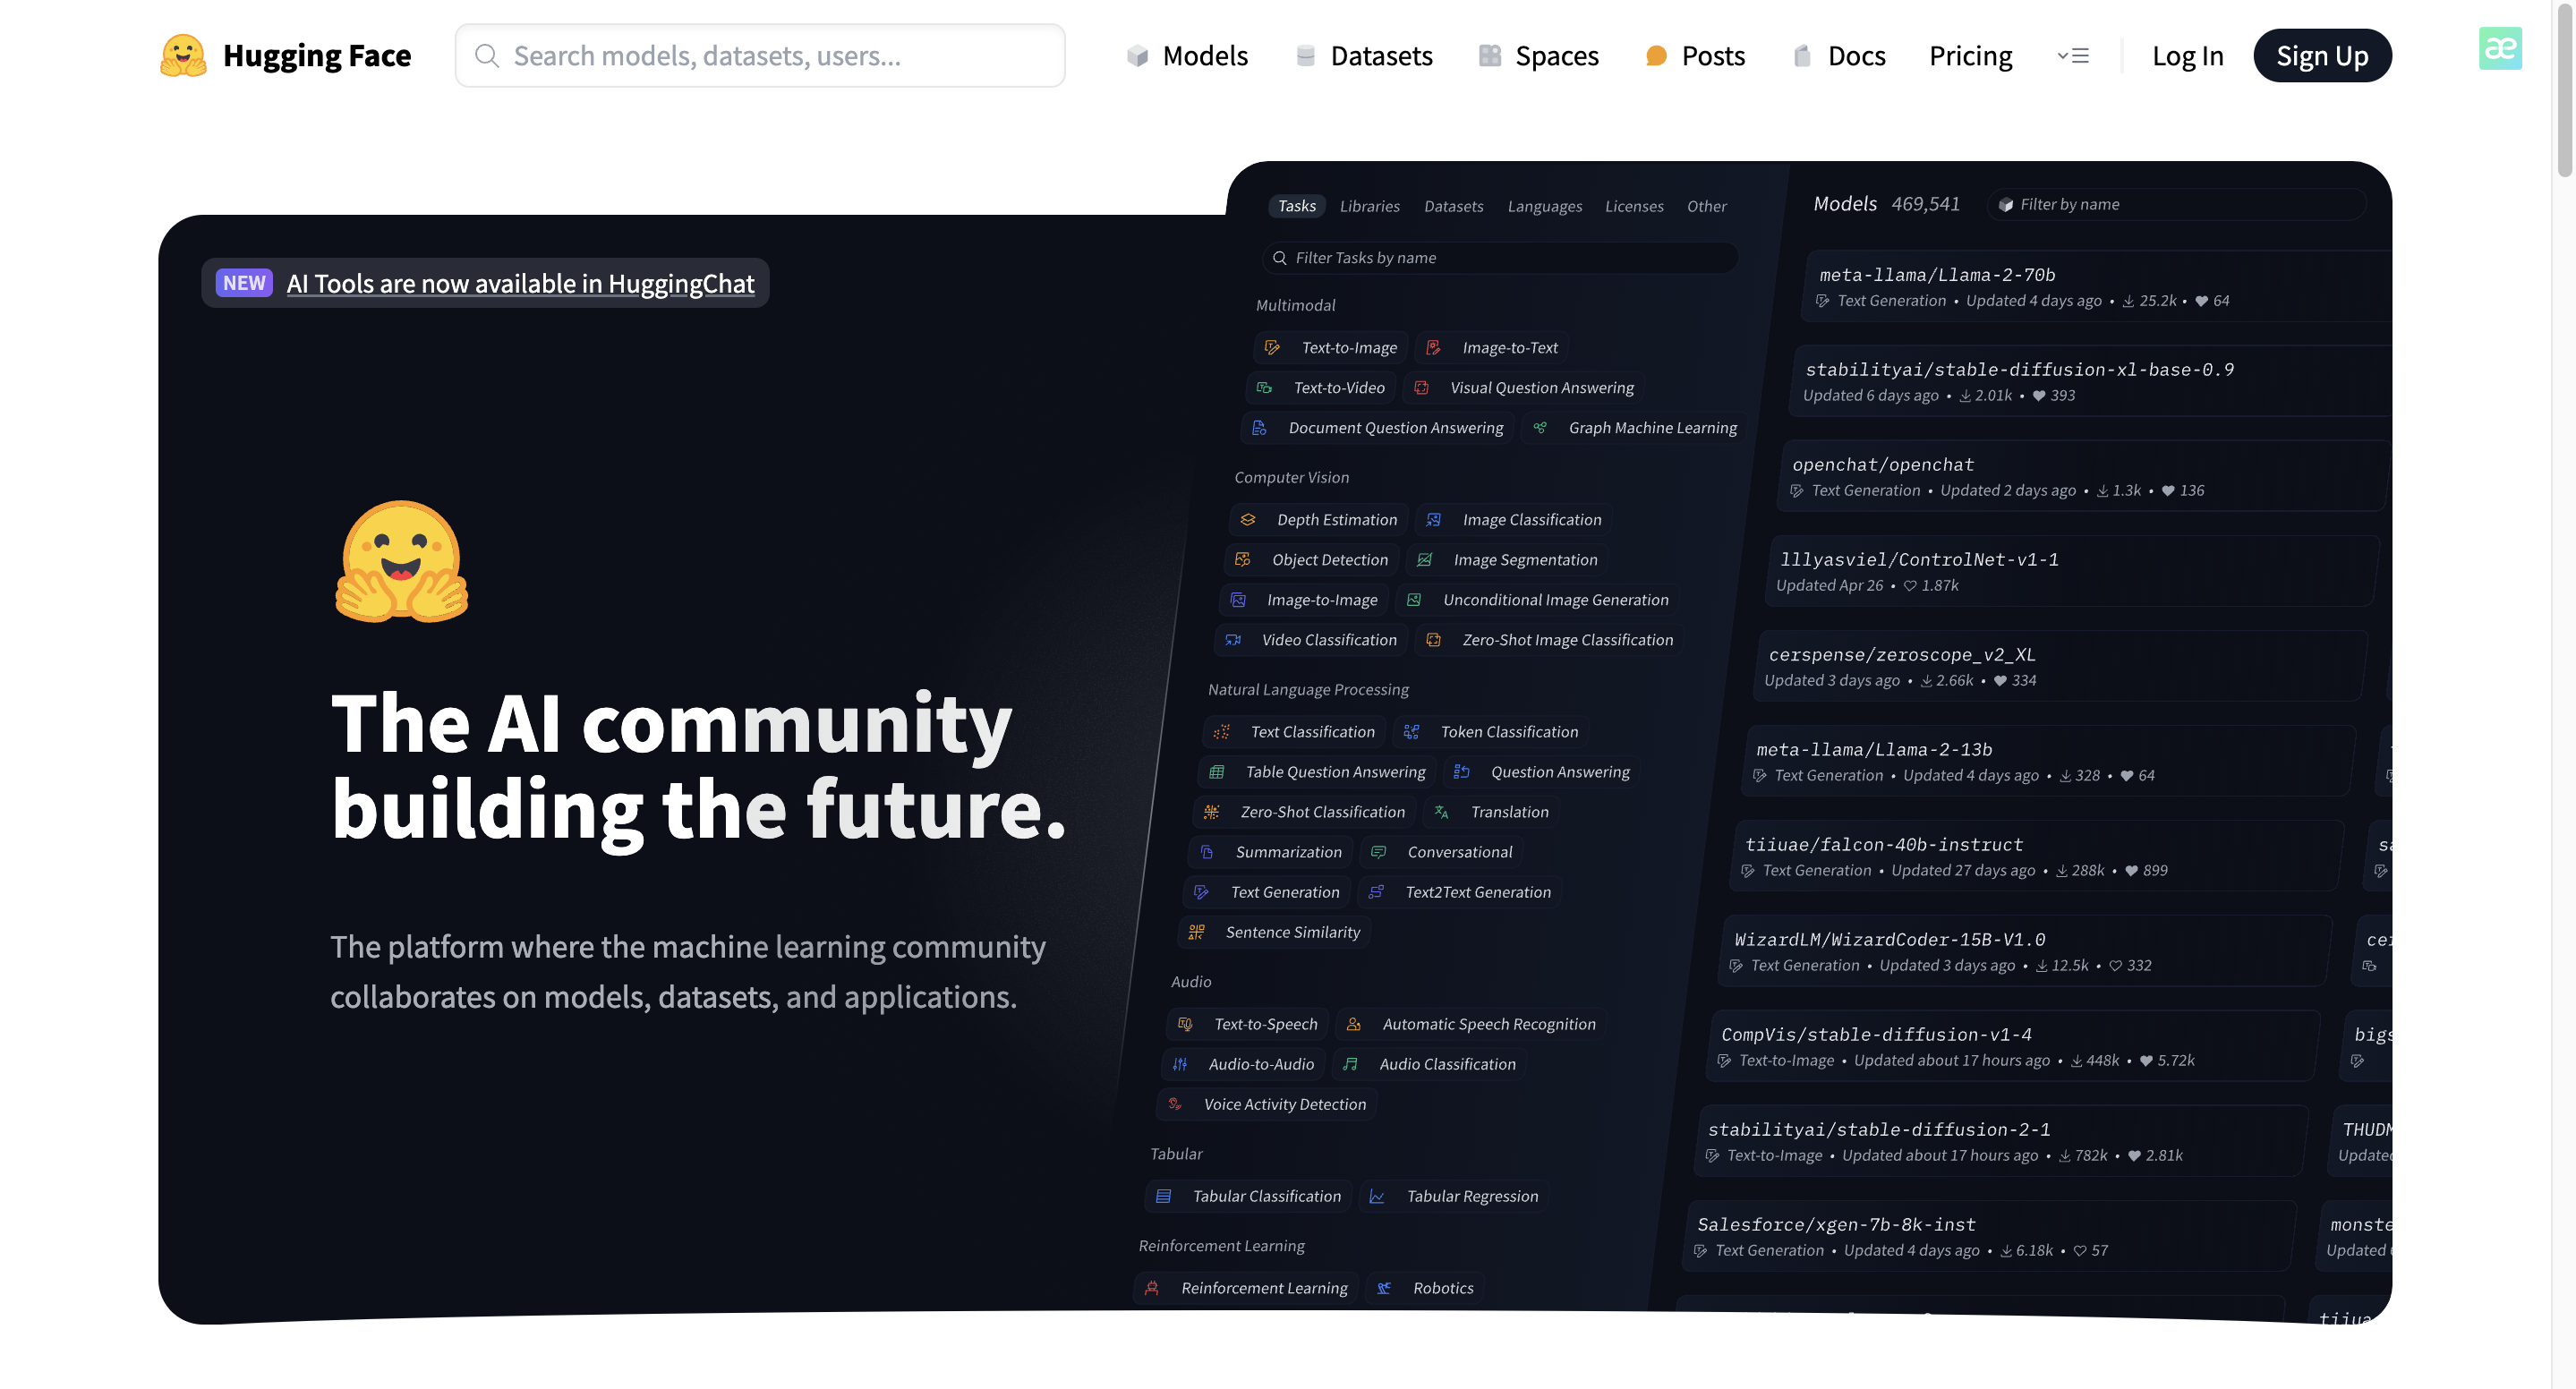 Hugging Face
Search models, datasets, users...
Models
Datasets
Spaces
Posts
Docs
Pricing
Log In
Sign Up
æ
NEW AI Tools are now available in HuggingChat
The AI community
building the future.
The platform where the machine learning community
collaborates on models, datasets, and applications.
Tasks Libraries Datasets Languages Licenses Other
Filter Tasks by name
Multimodal
Text-to-Image Image-to-Text
Text-to-Video Visual Question Answering
Document Question Answering Graph Machine Learning
Computer Vision
Depth Estimation Image Classification
Object Detection Image Segmentation
Image-to-Image Unconditional Image Generation
Video Classification Zero-Shot Image Classification
Natural Language Processing
Text Classification Token Classification
Table Question Answering Question Answering
Zero-Shot Classification Translation
Summarization Conversational
Text Generation Text2Text Generation
Sentence Similarity
Audio
Text-to-Speech Automatic Speech Recognition
Audio-to-Audio Audio Classification
Voice Activity Detection
Tabular
Tabular Classification Tabular Regression
Reinforcement Learning
Reinforcement Learning Robotics
Models 469,541 Filter by name
meta-llama/Llama-2-70b
Text Generation • Updated 4 days ago • 25.2k • 64
stabilityai/stable-diffusion-xl-base-0.9
Updated 6 days ago • 2.01k • 393
openchat/openchat
Text Generation • Updated 2 days ago • 1.3k • 136
lllyasviel/ControlNet-v1-1
Updated Apr 26 • 1.87k
cerspense/zeroscope_v2_XL
Updated 3 days ago • 2.66k • 334
meta-llama/Llama-2-13b
Text Generation • Updated 4 days ago • 328 • 64
tiiuae/falcon-40b-instruct
Text Generation • Updated 27 days ago • 288k • 899
WizardLM/WizardCoder-15B-V1.0
Text Generation • Updated 3 days ago • 12.5k • 332
CompVis/stable-diffusion-v1-4
Text-to-Image • Updated about 17 hours ago • 448k • 5.72k
stabilityai/stable-diffusion-2-1
Text-to-Image • Updated about 17 hours ago • 782k • 2.81k
Salesforce/xgen-7b-8k-inst
Text Generation • Updated 4 days ago • 6.18k • 57
bigs
THUDM
monste
Updated